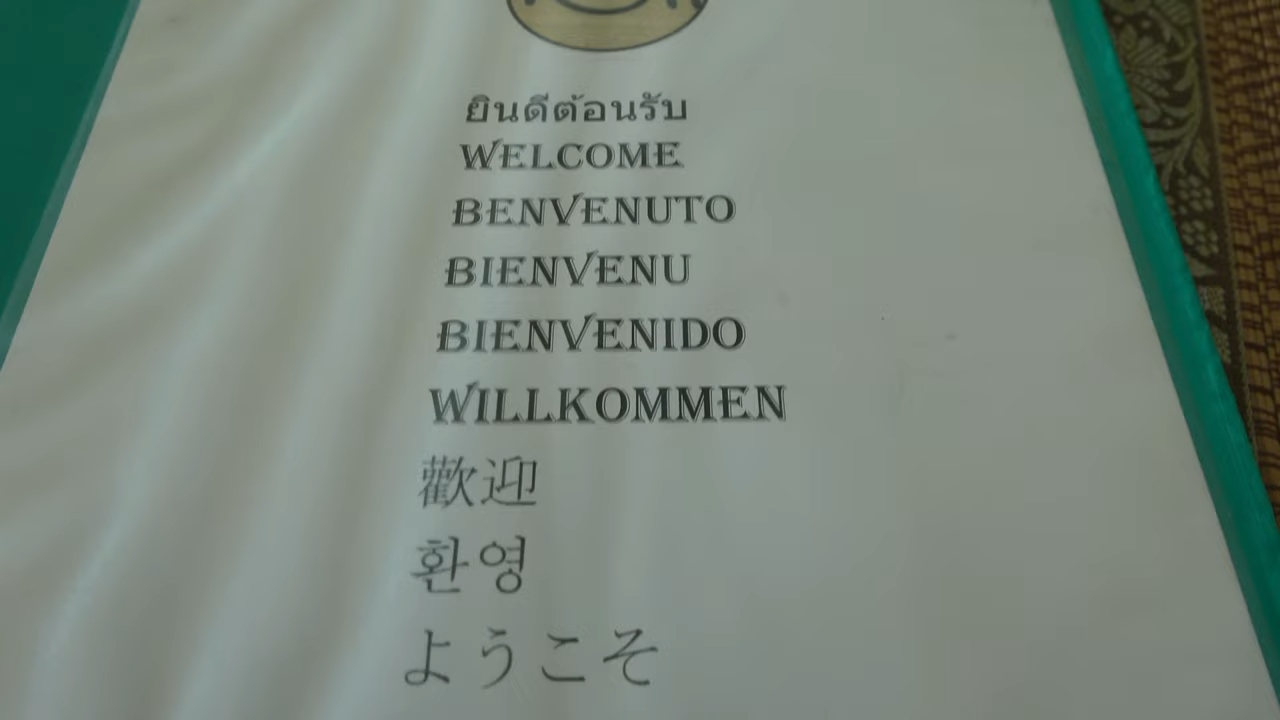 ยินดีต้อนรับ
WELCOME
BENVENUTO
BIENVENU
BIENVENIDO
WILLKOMMEN
歡迎
환영
ようこそ